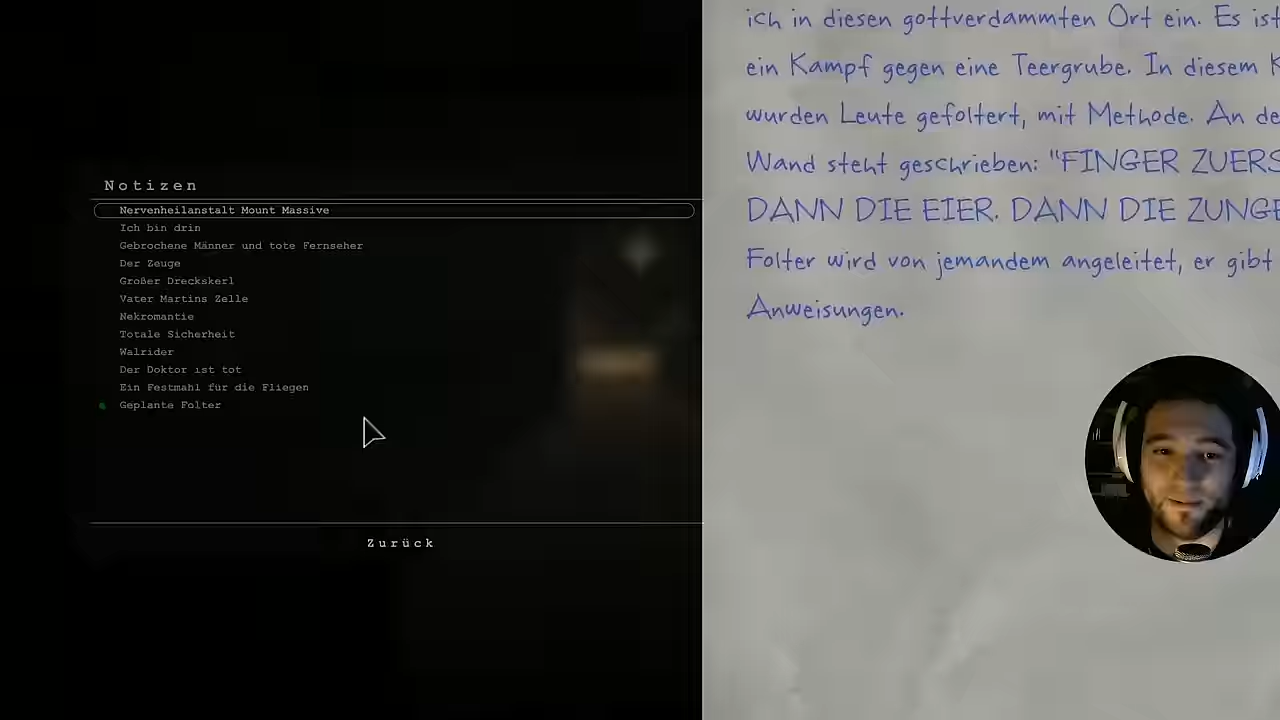 Notizen
Nervenheilanstalt Mount Massive
Ich bin drin
Gebrochene Männer und tote Fernseher
Der Zeuge
Großer Dreckskerl
Vater Martins Zelle
Nekromantie
Totale Sicherheit
Walrider
Der Doktor ist tot
Ein Festmahl für die Fliegen
Geplante Folter
Zurück
ich in diesen gottverdammten Ort ein. Es ist
ein Kampf gegen eine Teergrube. In diesem K
wurden Leute gefoltert, mit Methode. An de
Wand steht geschrieben: "FINGER ZUERS
DANN DIE EIER. DANN DIE ZUNGE
Folter wird von jemandem angeleitet, er gibt
Anweisungen.